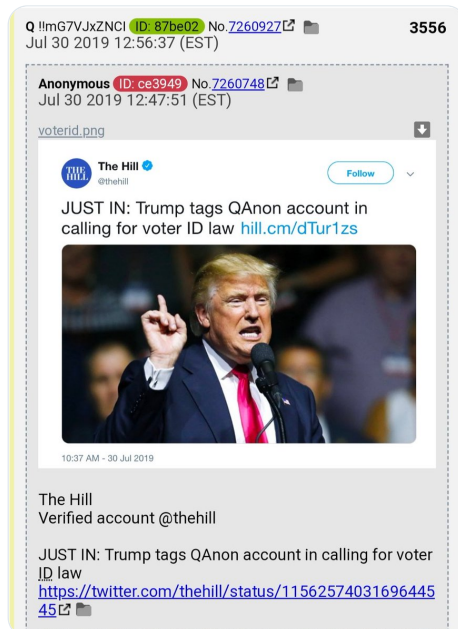 Q !!mG7VJxZNCI ID: 87be02 No.7260927 3556
Jul 30 2019 12:56:37 (EST)
Anonymous ID: ce3949 No.7260748
Jul 30 2019 12:47:51 (EST)
voterid.png
THE HILL
The Hill
@thehill
Follow
JUST IN: Trump tags QAnon account in
calling for voter ID law hill.cm/dTur1zs
10:37 AM - 30 Jul 2019
The Hill
Verified account @thehill
JUST IN: Trump tags QAnon account in calling for voter
ID law
https://twitter.com/thehill/status/11562574031696445
45